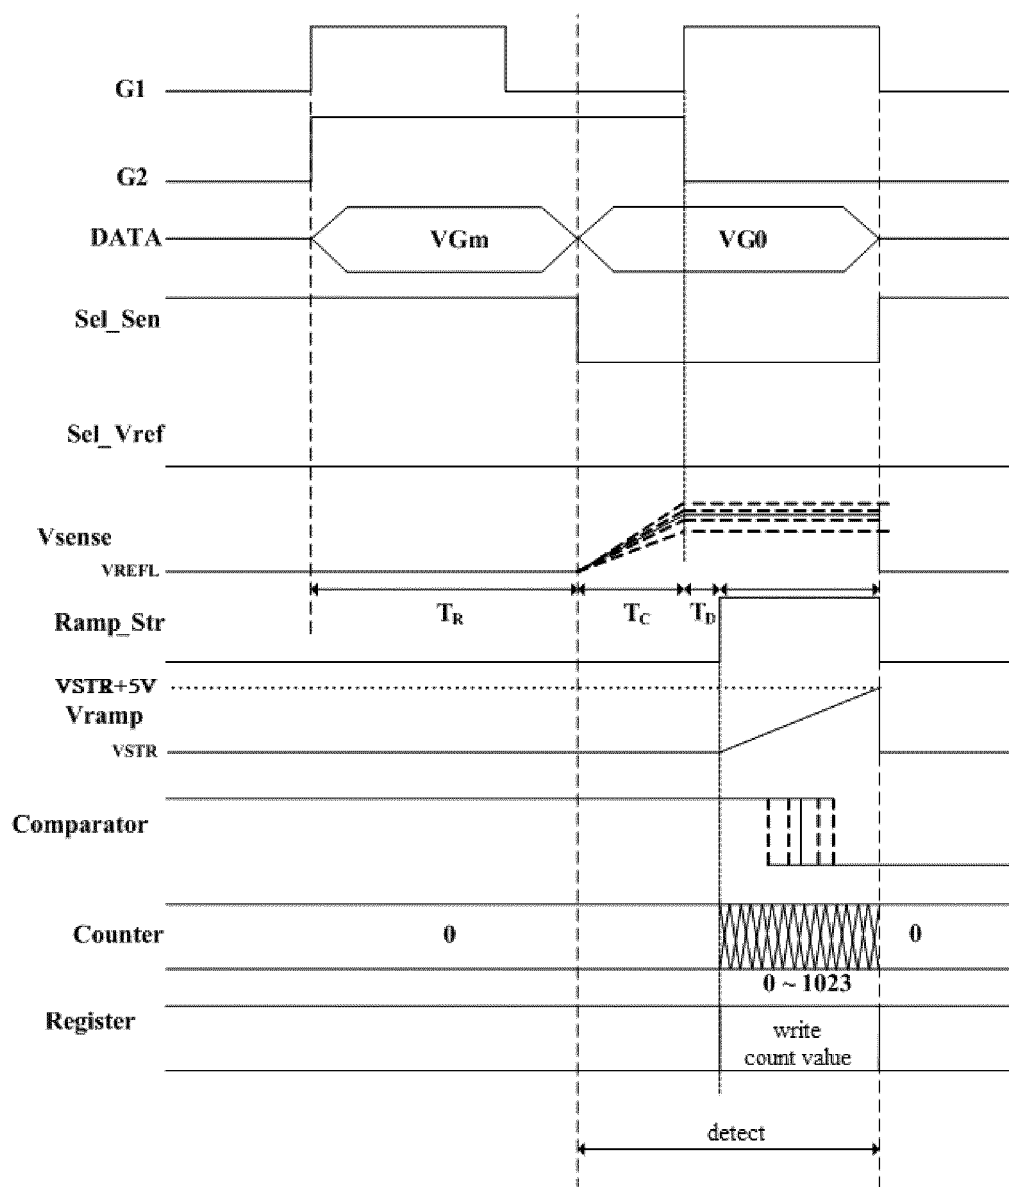 G1
G2
DATA VGm VG0
Sel_Sen
Sel_Vref
Vsense
VREFL
TR TC TD
Ramp_Str
VSTR+5V
Vramp
VSTR
Comparator
Counter 0 0
0 ~ 1023
Register
write
count value
detect